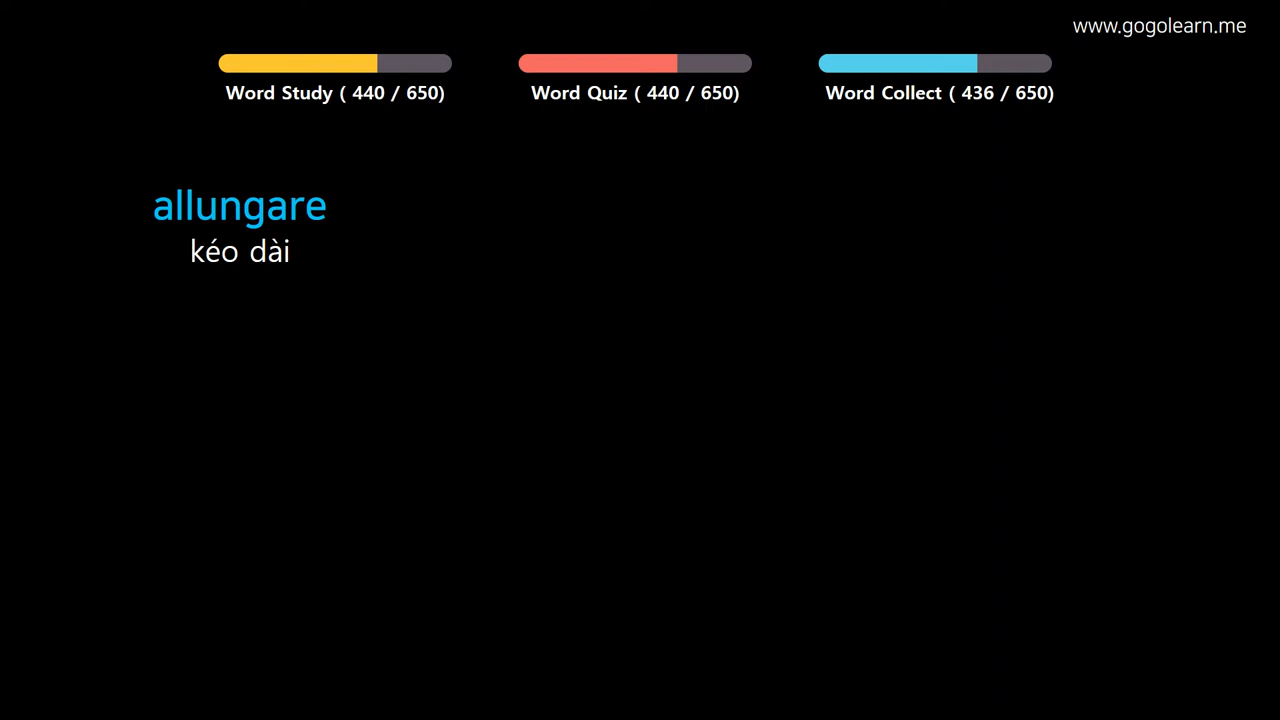 www.gogolearn.me
Word Study ( 440 / 650)
Word Quiz ( 440 / 650)
Word Collect ( 436 / 650)
allungare
kéo dài